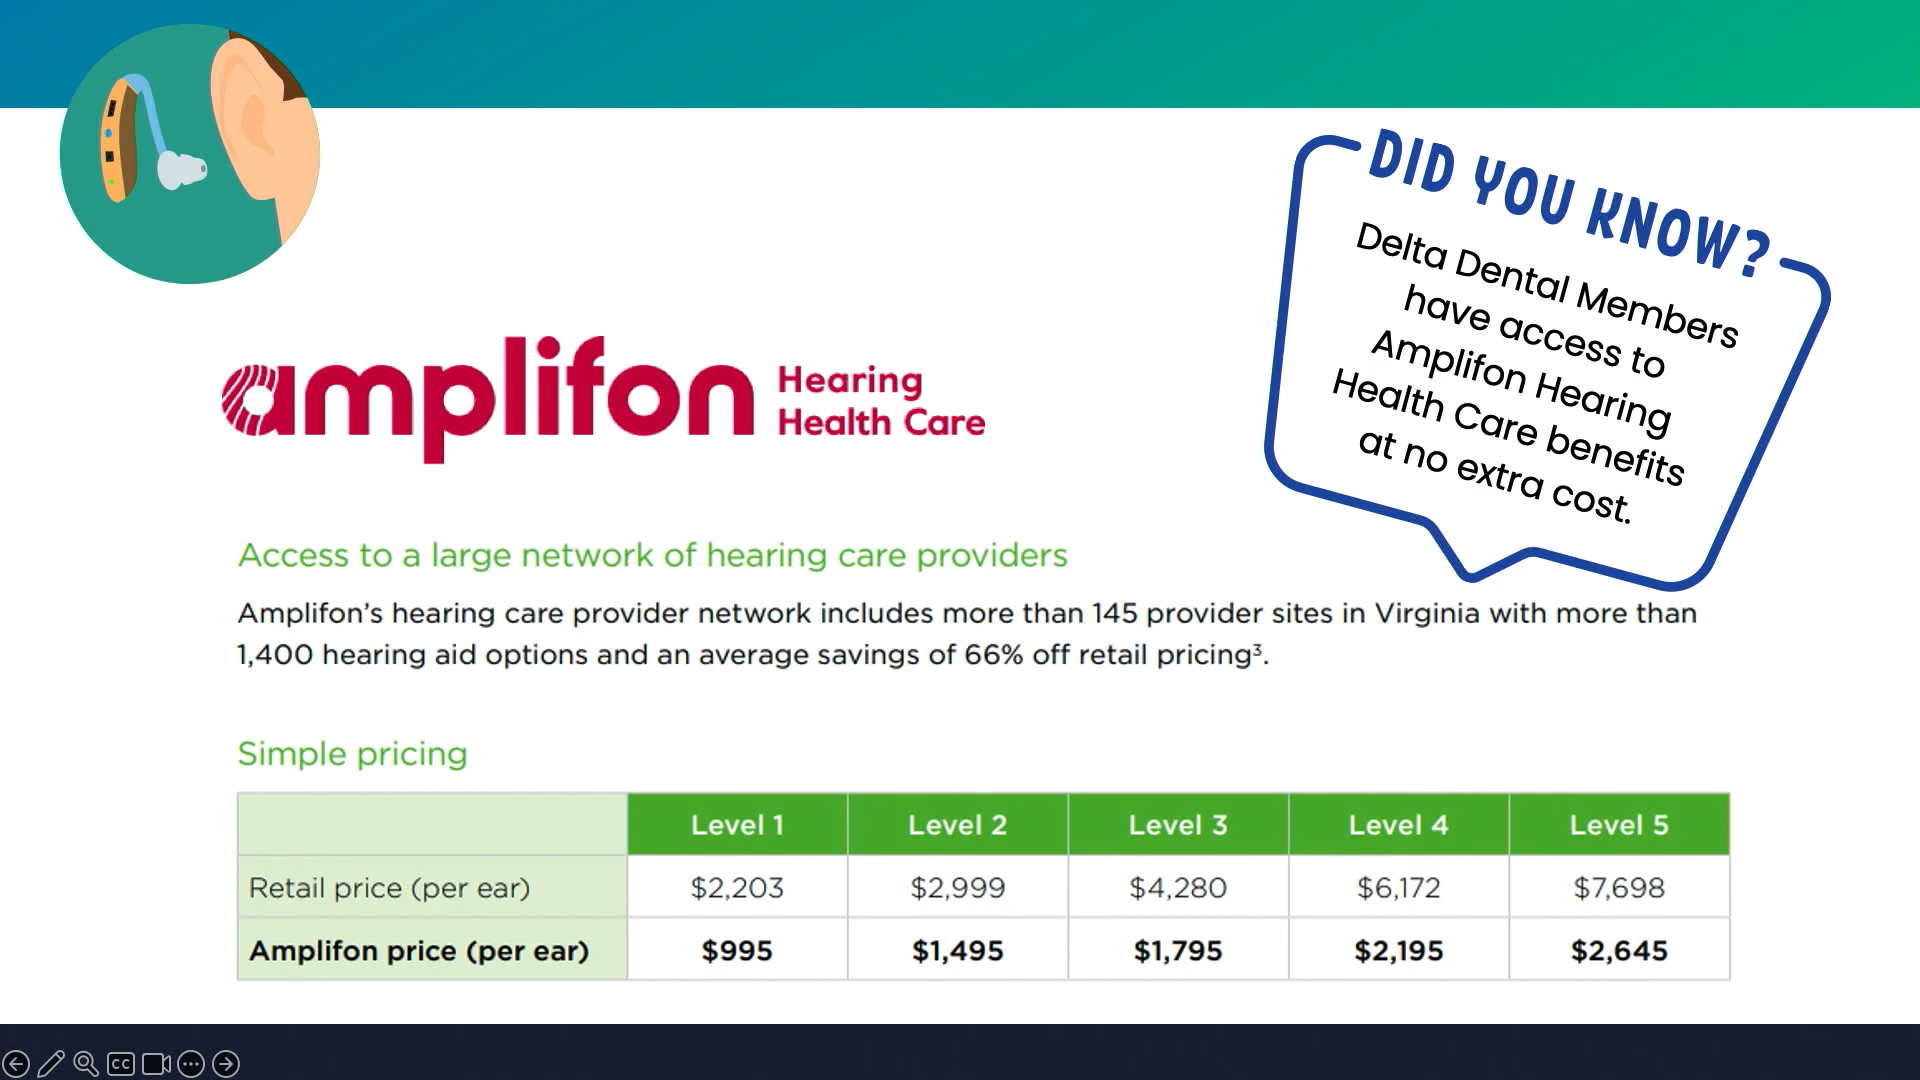 DID YOU KNOW?
Delta Dental Members
have access to
Amplifon Hearing
Health Care benefits
at no extra cost.
amplifon Hearing
Health Care
Access to a large network of hearing care providers
Amplifon’s hearing care provider network includes more than 145 provider sites in Virginia with more than
1,400 hearing aid options and an average savings of 66% off retail pricing³.
Simple pricing
Level 1 Level 2 Level 3 Level 4 Level 5
Retail price (per ear) $2,203 $2,999 $4,280 $6,172 $7,698
Amplifon price (per ear) $995 $1,495 $1,795 $2,195 $2,645
CC